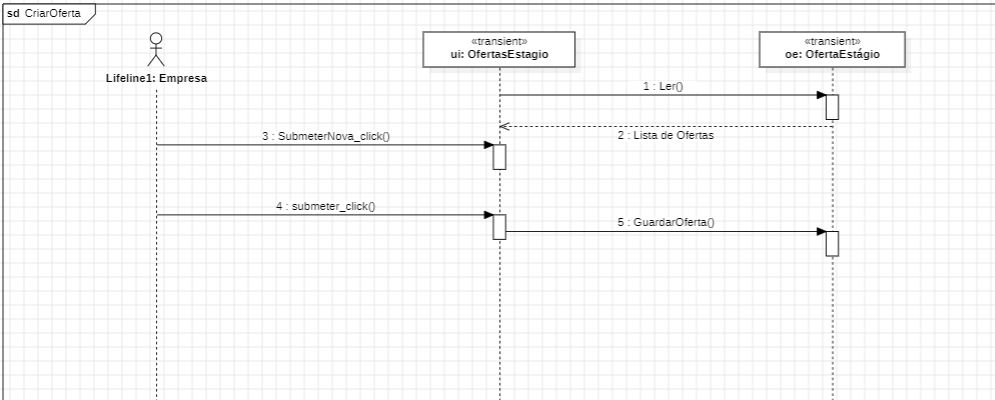 sd CriarOferta
«transient»
ui: OfertasEstagio
«transient»
oe: OfertaEstágio
Lifeline1: Empresa
1 : Ler()
2 : Lista de Ofertas
3 : SubmeterNova_click()
4 : submeter_click()
5 : GuardarOferta()